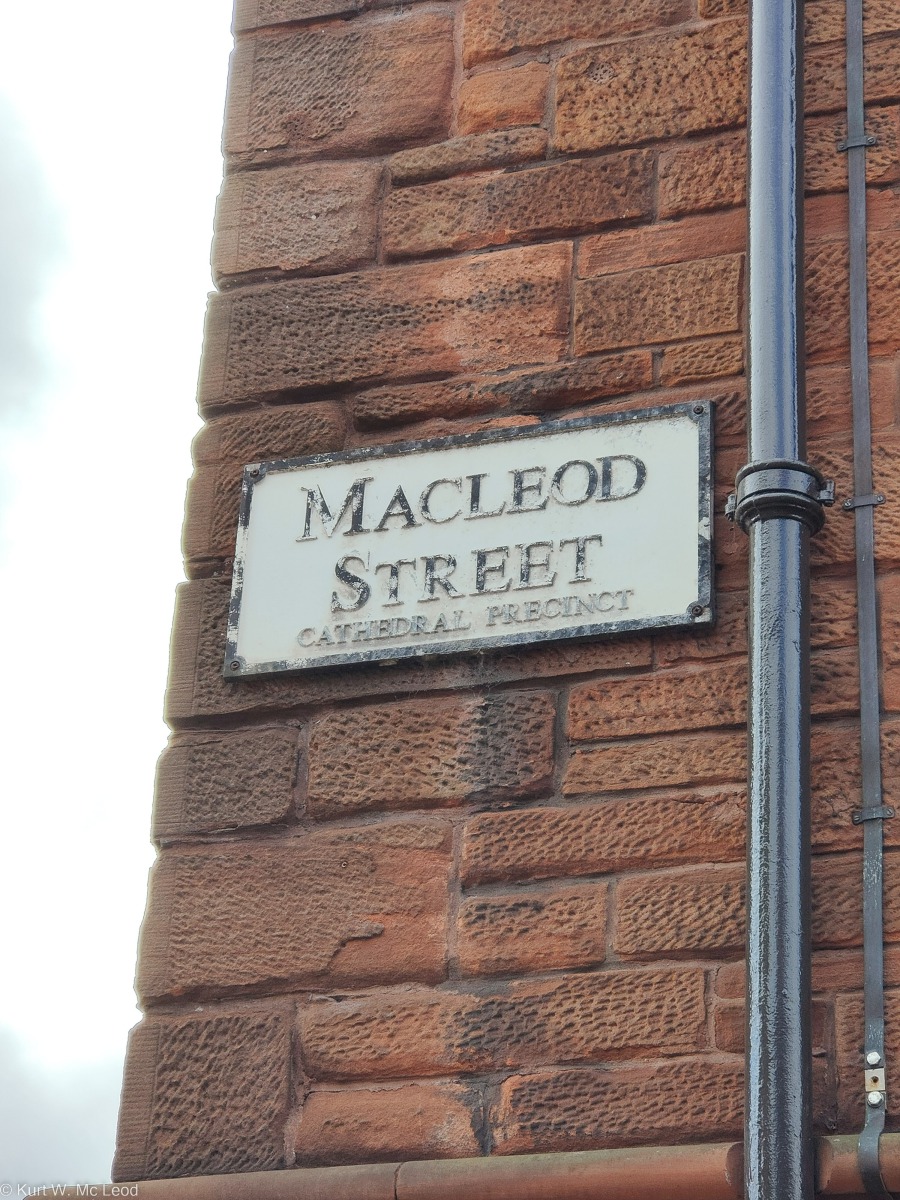 MACLEOD
STREET
CATHEDRAL PRECINCT
© Kurt W. Mc Leod